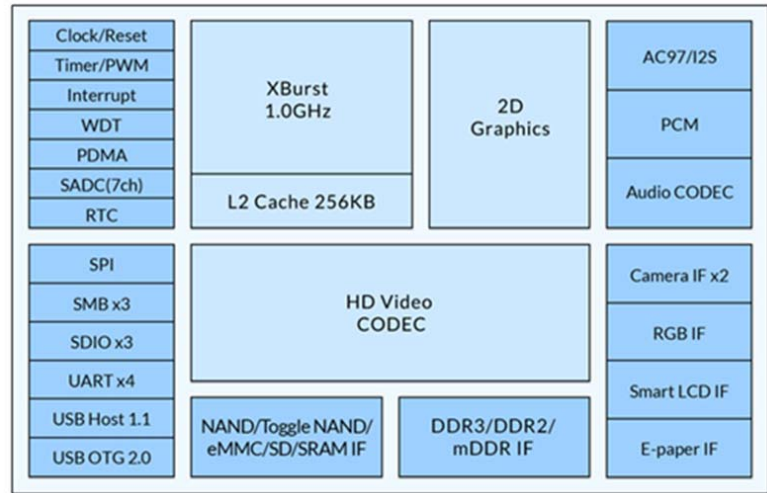 Clock/Reset
Timer/PWM
Interrupt
WDT
PDMA
SADC(7ch)
RTC
XBurst
1.0GHz
L2 Cache 256KB
2D
Graphics
AC97/I2S
PCM
Audio CODEC
SPI
SMB x3
SDIO x3
UART x4
USB Host 1.1
USB OTG 2.0
HD Video
CODEC
NAND/Toggle NAND/
eMMC/SD/SRAM IF
DDR3/DDR2/
mDDR IF
Camera IF x2
RGB IF
Smart LCD IF
E-paper IF